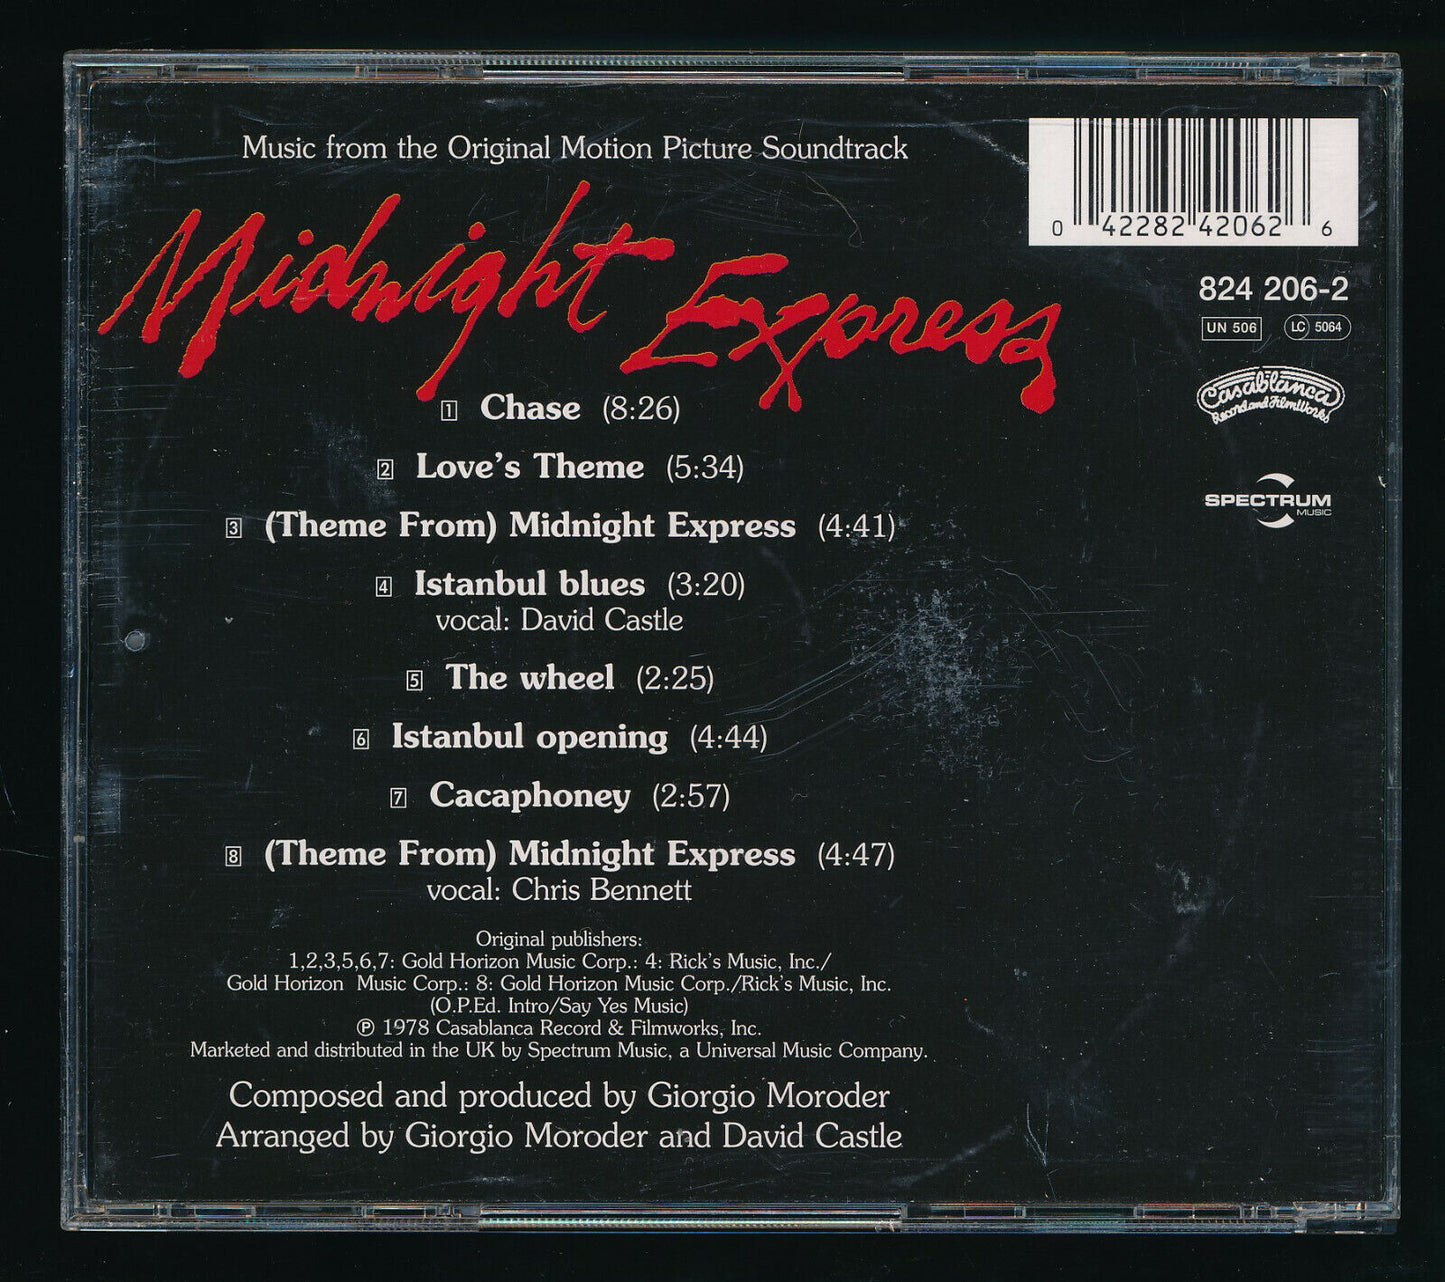 Music from the Original Motion Picture Soundtrack
Midnight Express
0 42282 42062 6
824 206-2
UN 506 LC 5064
Casablanca
Record and FilmWorks
SPECTRUM
MUSIC
1 Chase (8:26)
2 Love's Theme (5:34)
3 (Theme From) Midnight Express (4:41)
4 Istanbul blues (3:20)
vocal: David Castle
5 The wheel (2:25)
6 Istanbul opening (4:44)
7 Cacaphoney (2:57)
8 (Theme From) Midnight Express (4:47)
vocal: Chris Bennett
Original publishers:
1,2,3,5,6,7: Gold Horizon Music Corp.: 4: Rick's Music, Inc./
Gold Horizon Music Corp.: 8: Gold Horizon Music Corp./Rick's Music, Inc.
(O.P.Ed. Intro/Say Yes Music)
℗ 1978 Casablanca Record & Filmworks, Inc.
Marketed and distributed in the UK by Spectrum Music, a Universal Music Company.
Composed and produced by Giorgio Moroder
Arranged by Giorgio Moroder and David Castle